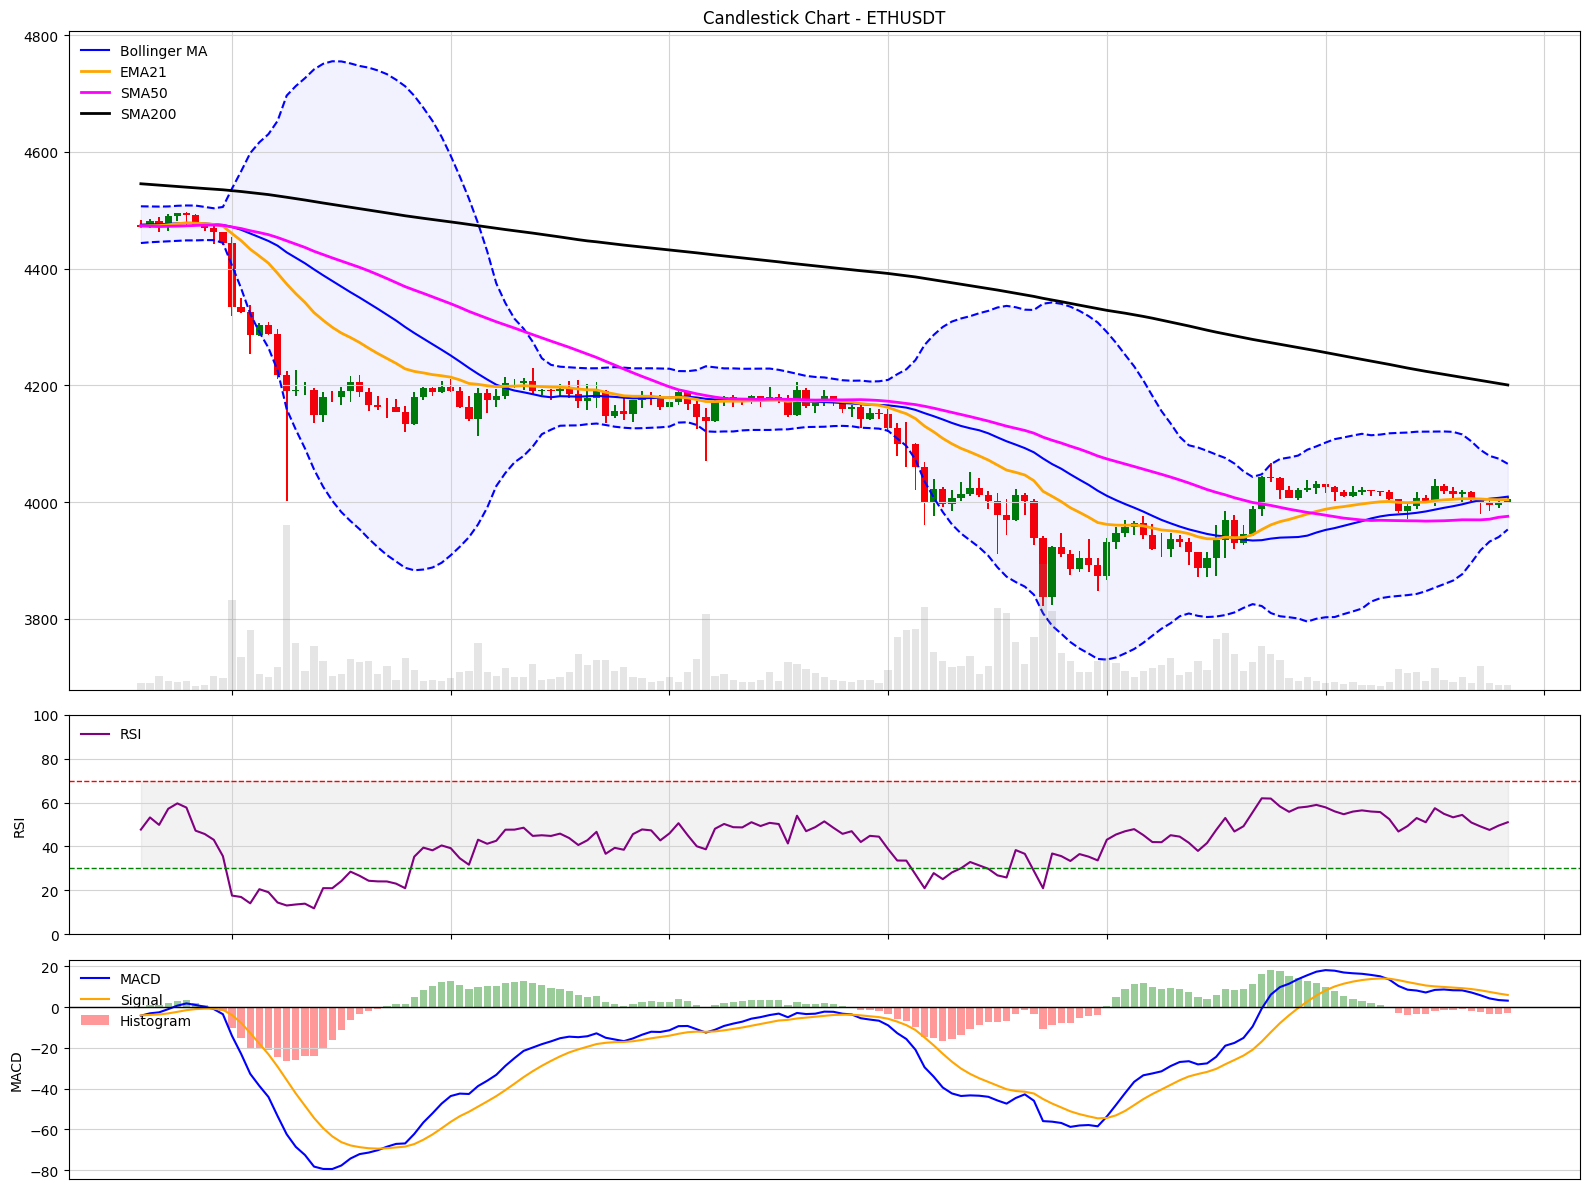 Candlestick Chart - ETHUSDT
Bollinger MA
EMA21
SMA50
SMA200
4800
4600
4400
4200
4000
3800
RSI
RSI
100
80
60
40
20
0
MACD
Signal
Histogram
MACD
20
0
−20
−40
−60
−80